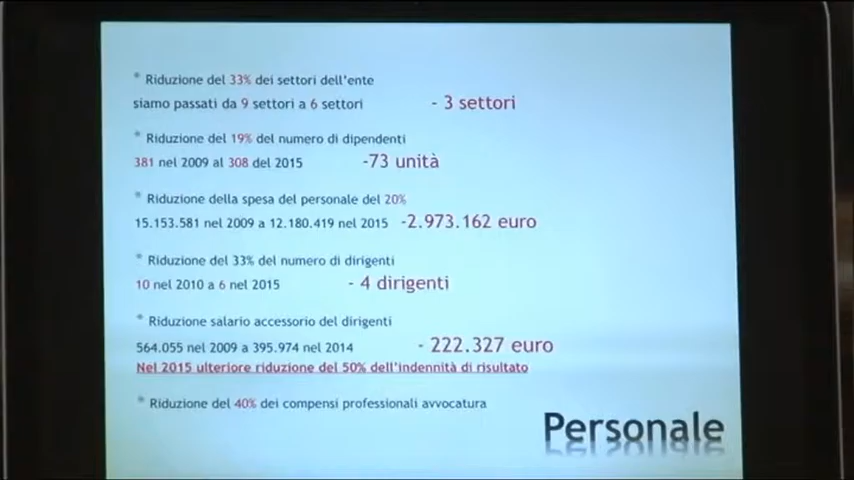 * Riduzione del 33% dei settori dell'ente
siamo passati da 9 settori a 6 settori - 3 settori
* Riduzione del 19% del numero di dipendenti
381 nel 2009 al 308 del 2015 -73 unità
* Riduzione della spesa del personale del 20%
15.153.581 nel 2009 a 12.180.419 nel 2015 -2.973.162 euro
* Riduzione del 33% del numero di dirigenti
10 nel 2010 a 6 nel 2015 - 4 dirigenti
* Riduzione salario accessorio del dirigenti
564.055 nel 2009 a 395.974 nel 2014 - 222.327 euro
Nel 2015 ulteriore riduzione del 50% dell'indennità di risultato
* Riduzione del 40% dei compensi professionali avvocatura
Personale